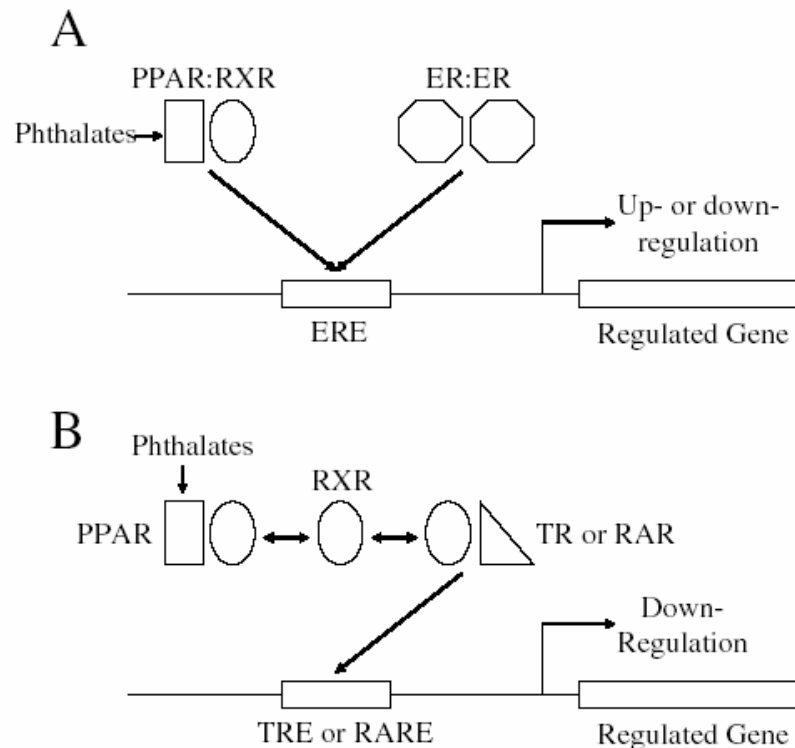 A
PPAR:RXR
ER:ER
Phthalates
Up- or down-
regulation
ERE
Regulated Gene
B
Phthalates
RXR
PPAR
TR or RAR
Down-
Regulation
TRE or RARE
Regulated Gene